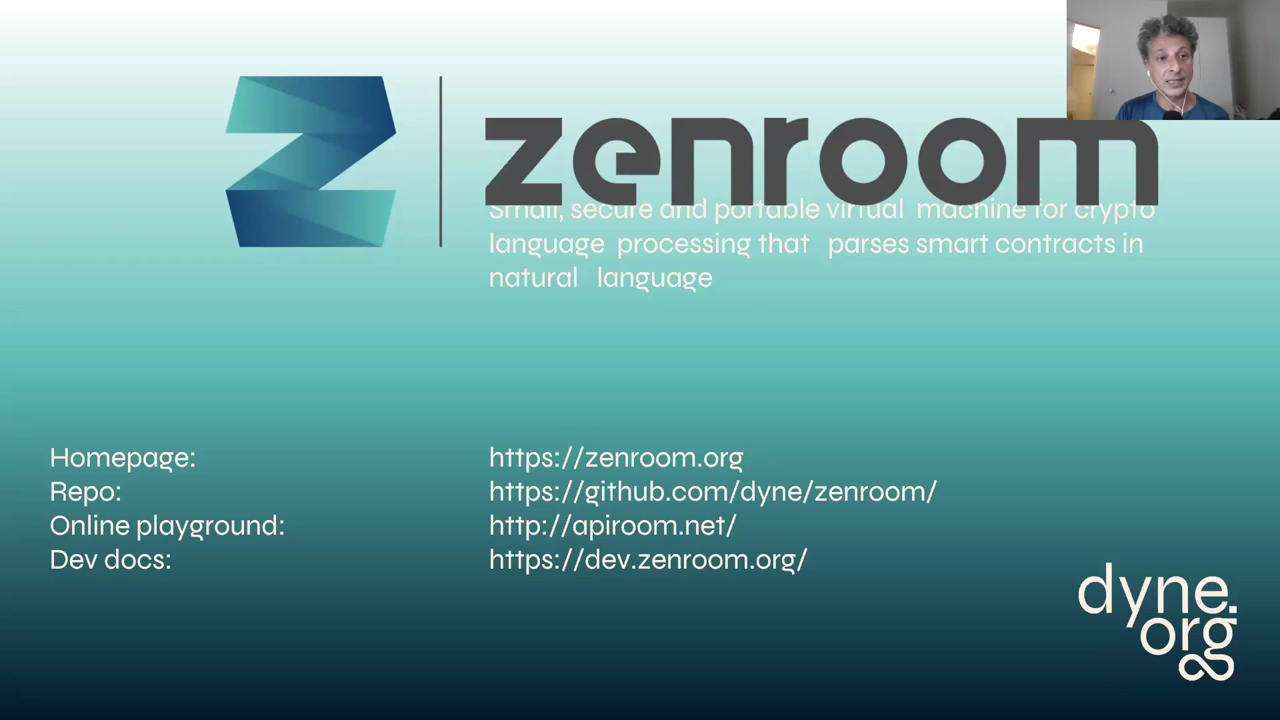 zenroom
Small, secure and portable virtual machine for crypto
language processing that parses smart contracts in
natural language
Homepage: https://zenroom.org
Repo: https://github.com/dyne/zenroom/
Online playground: http://apiroom.net/
Dev docs: https://dev.zenroom.org/
dyne.
org